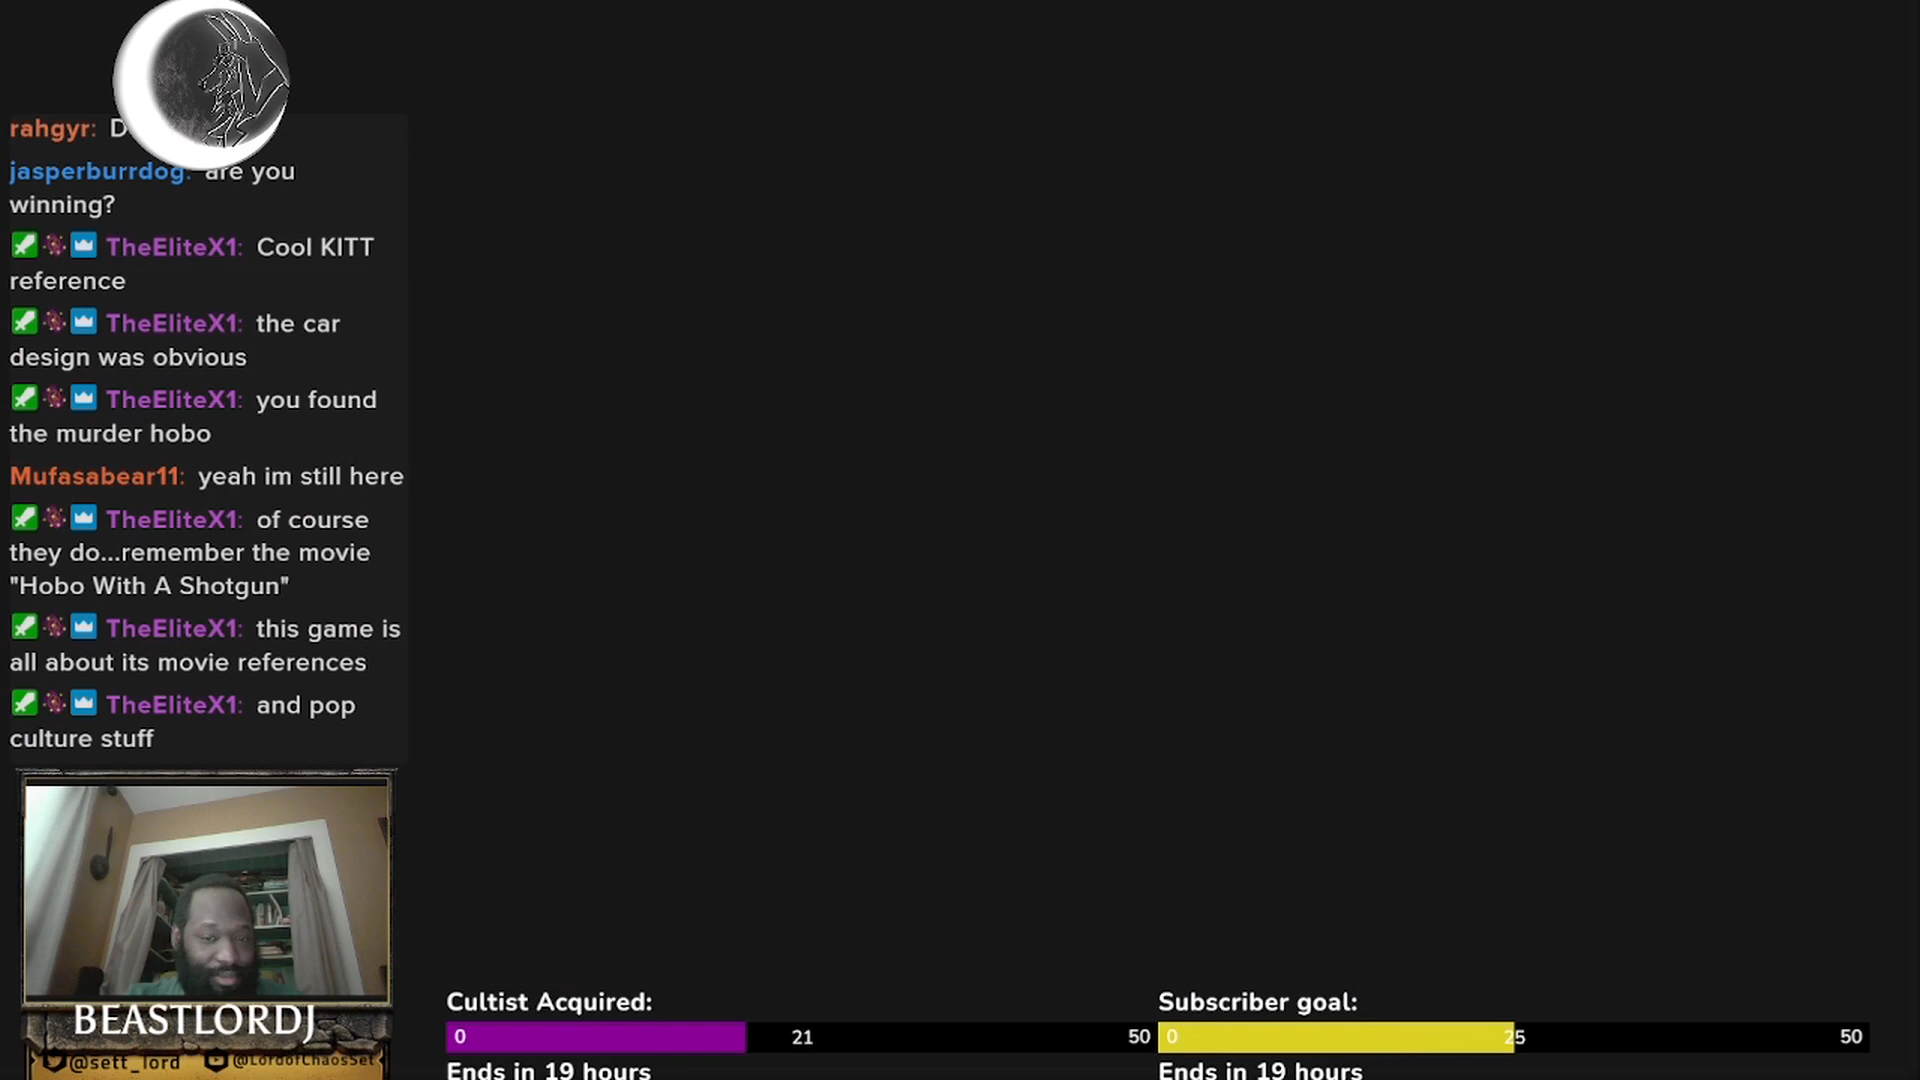 rahgyr: D
jasperburrdog: are you
winning?
TheEliteX1: Cool KITT
reference
TheEliteX1: the car
design was obvious
TheEliteX1: you found
the murder hobo
Mufasabear11: yeah im still here
TheEliteX1: of course
they do...remember the movie
"Hobo With A Shotgun"
TheEliteX1: this game is
all about its movie references
TheEliteX1: and pop
culture stuff
BEASTLORDJ
@sett_lord @LordofChaosSet
Cultist Acquired:
0 21 50
Ends in 19 hours
Subscriber goal:
0 25 50
Ends in 19 hours